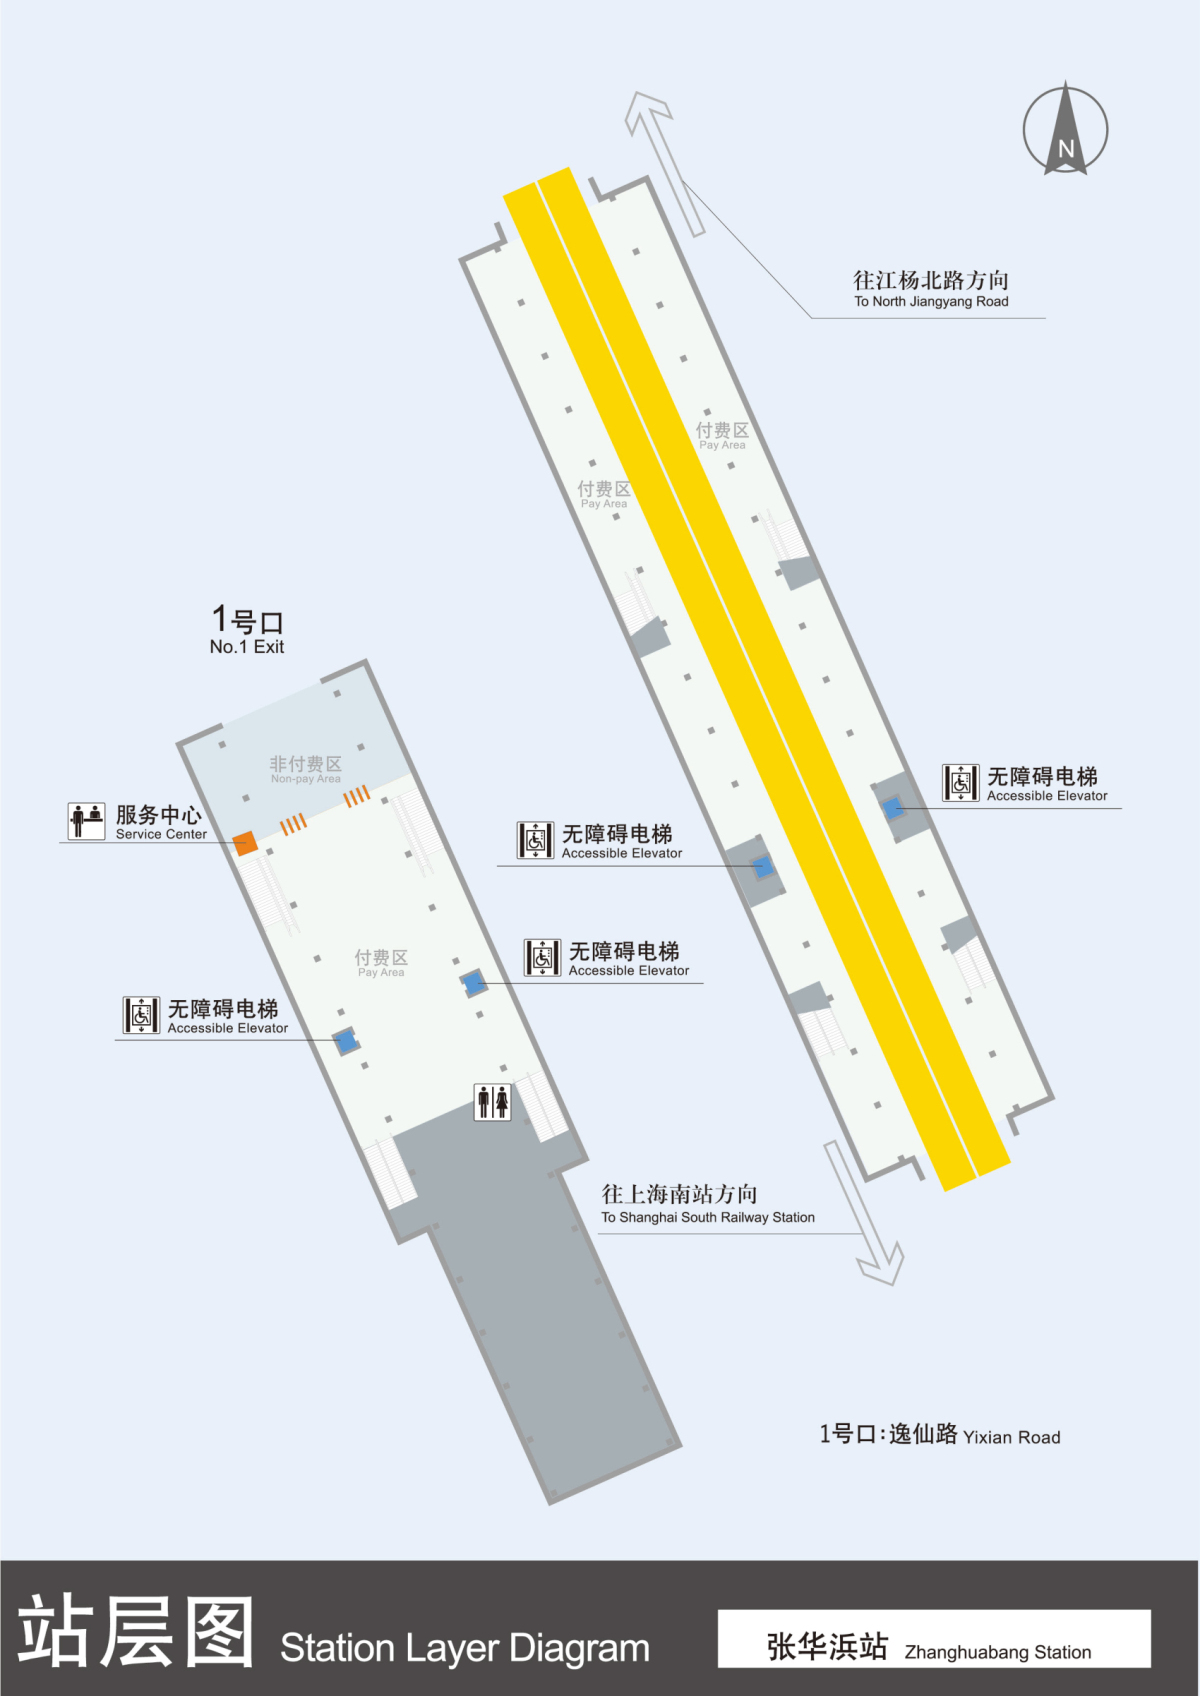 N
往江杨北路方向
To North Jiangyang Road
付费区
Pay Area
付费区
Pay Area
1号口
No.1 Exit
非付费区
Non-pay Area
服务中心
Service Center
无障碍电梯
Accessible Elevator
无障碍电梯
Accessible Elevator
无障碍电梯
Accessible Elevator
付费区
Pay Area
无障碍电梯
Accessible Elevator
往上海南站方向
To Shanghai South Railway Station
1号口:逸仙路 Yixian Road
站层图 Station Layer Diagram
张华浜站 Zhanghuabang Station